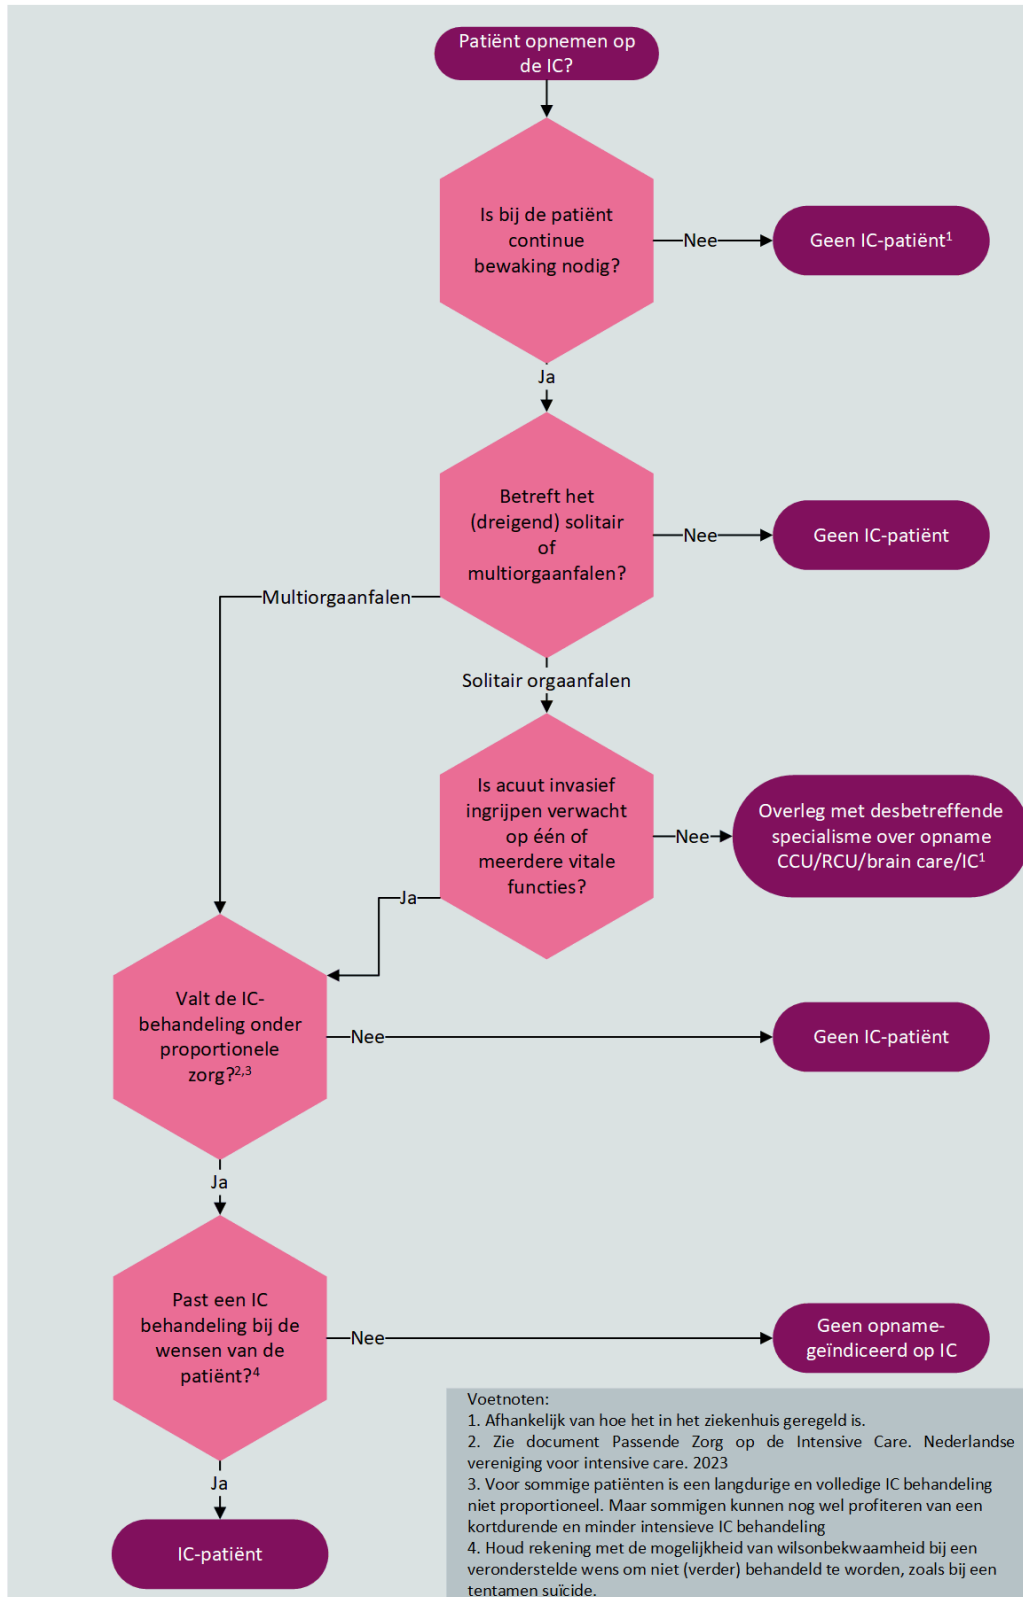 Patiënt opnemen op
de IC?
Is bij de patiënt
continue
bewaking nodig?
Nee
Geen IC-patiënt1
Ja
Betreft het
(dreigend) solitair
of
multiorgaanfalen?
Nee
Geen IC-patiënt
Multiorgaanfalen
Solitair orgaanfalen
Is acuut invasief
ingrijpen verwacht
op één of
meerdere vitale
functies?
Nee
Overleg met desbetreffende
specialisme over opname
CCU/RCU/brain care/IC1
Ja
Valt de IC-
behandeling onder
proportionele
zorg?2,3
Nee
Geen IC-patiënt
Ja
Past een IC
behandeling bij de
wensen van de
patiënt?4
Nee
Geen opname-
geïndiceerd op IC
Ja
IC-patiënt
Voetnoten:
1. Afhankelijk van hoe het in het ziekenhuis geregeld is.
2. Zie document Passende Zorg op de Intensive Care. Nederlandse
vereniging voor intensive care. 2023
3. Voor sommige patiënten is een langdurige en volledige IC behandeling
niet proportioneel. Maar sommigen kunnen nog wel profiteren van een
kortdurende en minder intensieve IC behandeling
4. Houd rekening met de mogelijkheid van wilsonbekwaamheid bij een
veronderstelde wens om niet (verder) behandeld te worden, zoals bij een
tentamen suïcide.